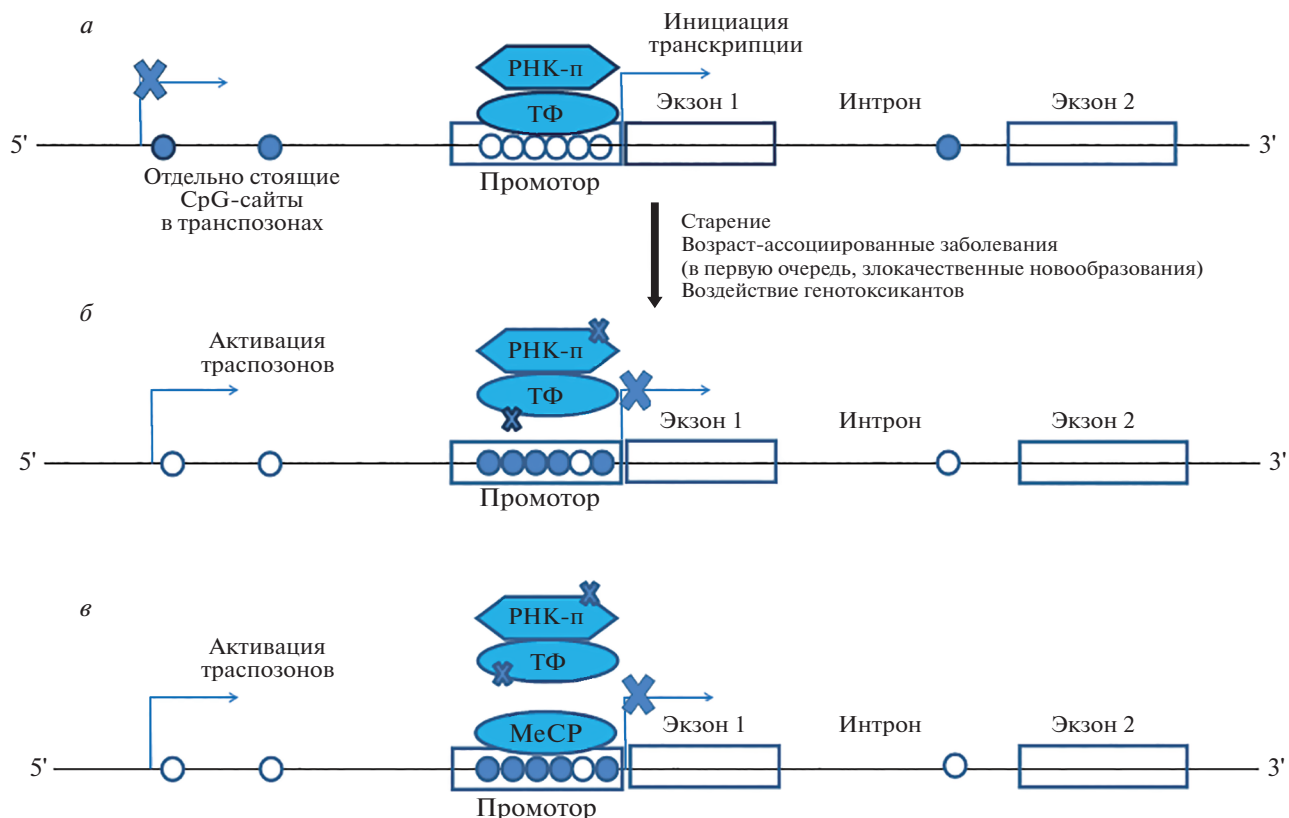 а
Инициация
транскрипции
РНК-п
ТФ
Экзон 1
Интрон
Экзон 2
5'
3'
Отдельно стоящие
CpG-сайты
в транспозонах
Промотор
Старение
Возраст-ассоциированные заболевания
(в первую очередь, злокачественные новообразования)
Воздействие генотоксикантов
б
Активация
траспозонов
РНК-п
ТФ
Экзон 1
Интрон
Экзон 2
5'
3'
Промотор
в
Активация
траспозонов
РНК-п
ТФ
MeCP
Экзон 1
Интрон
Экзон 2
5'
3'
Промотор